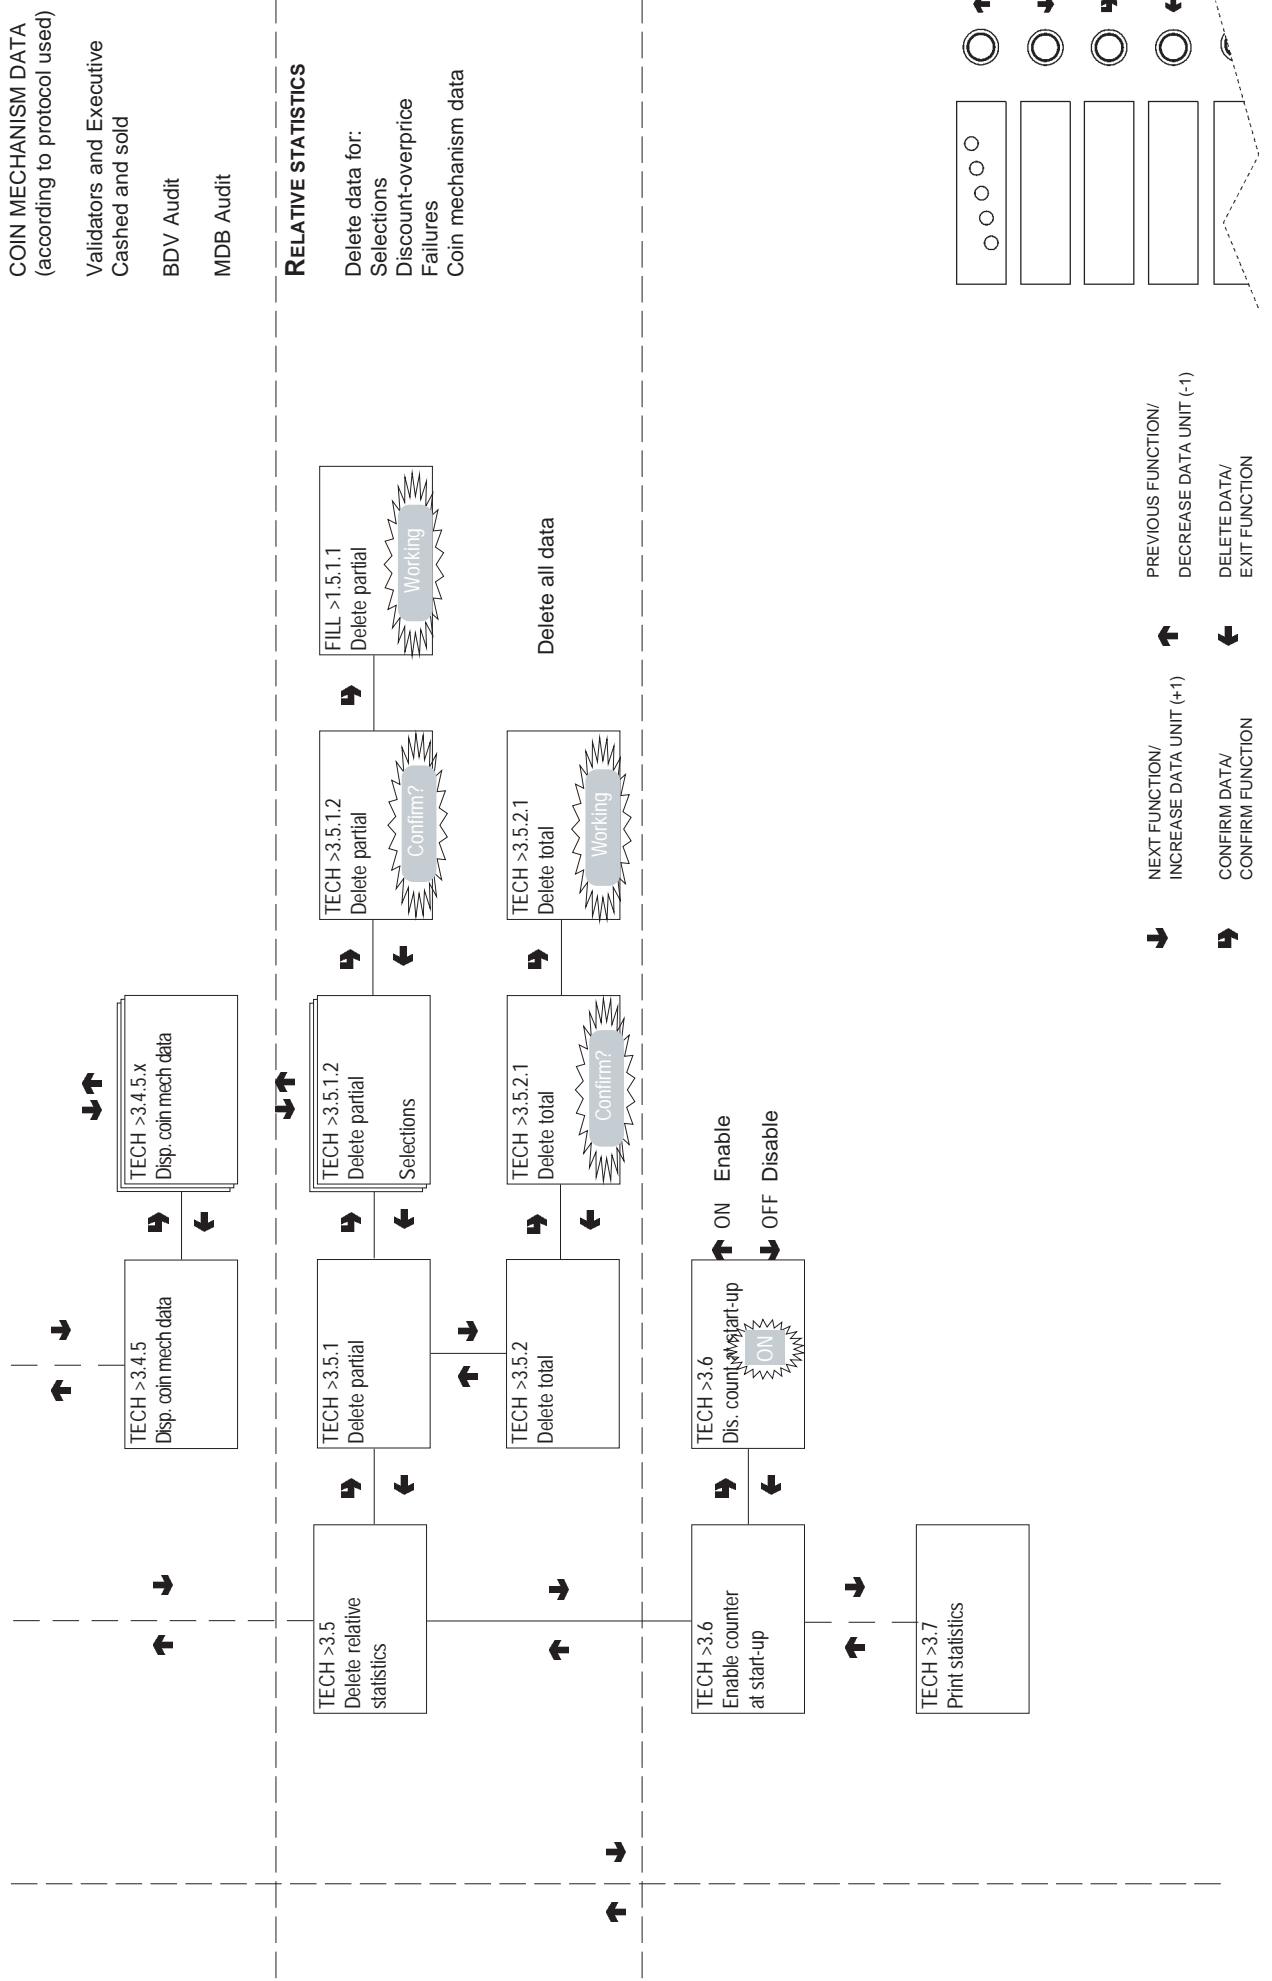 COIN MECHANISM DATA
(according to protocol used)
Validators and Executive
Cashed and sold
BDV Audit
MDB Audit
TECH >3.4.5
Disp. coin mech data
TECH >3.4.5.x
Disp. coin mech data
RELATIVE STATISTICS
Delete data for:
Selections
Discount-overprice
Failures
Coin mechanism data
TECH >3.5
Delete relative
statistics
TECH >3.5.1
Delete partial
TECH >3.5.1.2
Delete partial
Selections
TECH >3.5.1.2
Delete partial
Confirm?
FILL >1.5.1.1
Delete partial
Working
TECH >3.5.2
Delete total
TECH >3.5.2.1
Delete total
Confirm?
TECH >3.5.2.1
Delete total
Working
Delete all data
TECH >3.6
Enable counter
at start-up
TECH >3.6
Dis. count.at start-up
ON
ON Enable
OFF Disable
TECH >3.7
Print statistics
NEXT FUNCTION/
INCREASE DATA UNIT (+1)
PREVIOUS FUNCTION/
DECREASE DATA UNIT (-1)
CONFIRM DATA/
CONFIRM FUNCTION
DELETE DATA/
EXIT FUNCTION